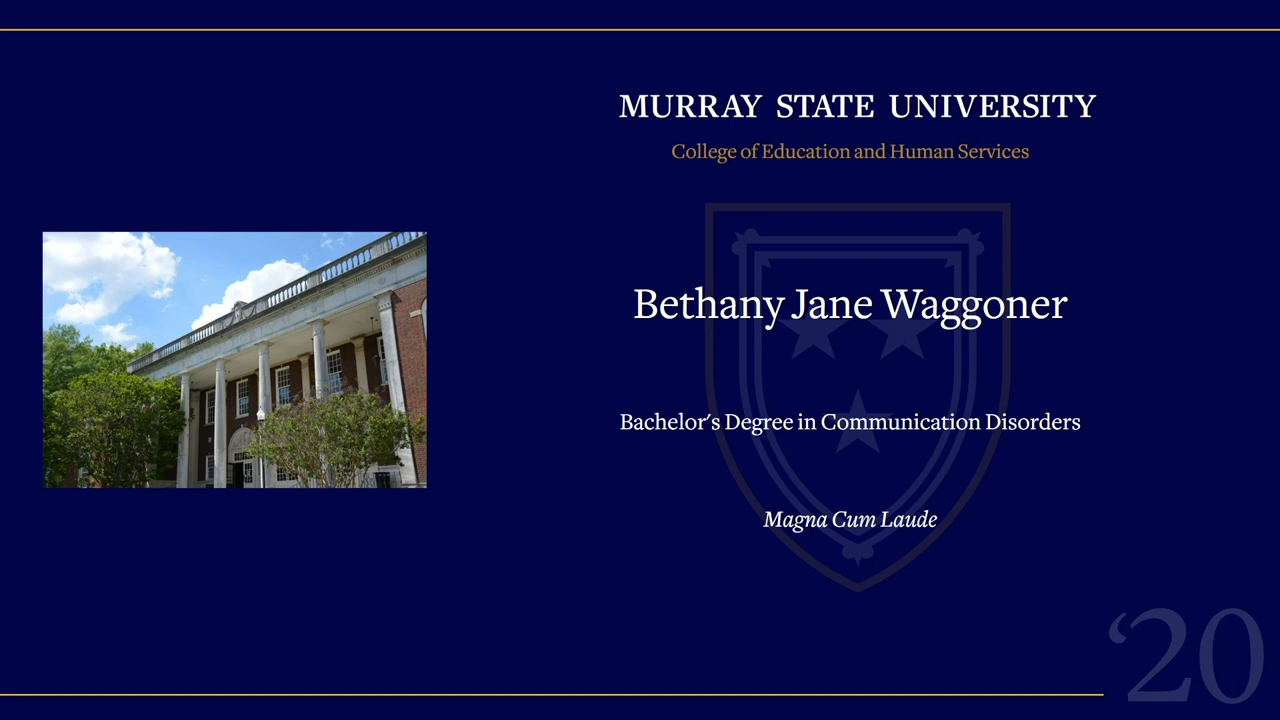 MURRAY STATE UNIVERSITY
College of Education and Human Services
Bethany Jane Waggoner
Bachelor's Degree in Communication Disorders
Magna Cum Laude
‘20